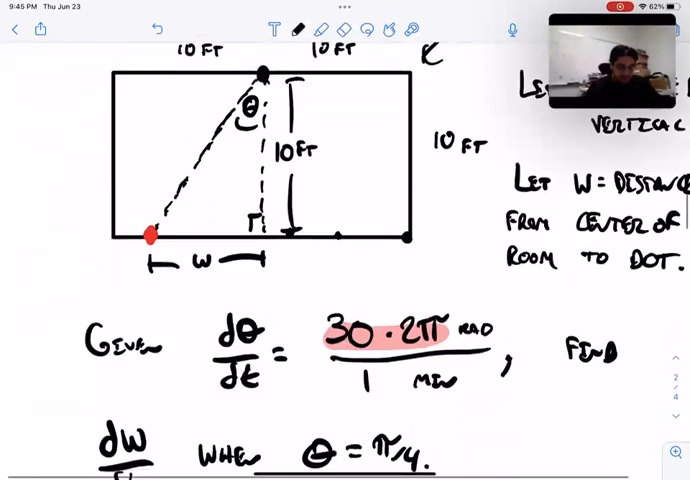 9:45 PM Thu Jun 23
62%
10 FT 10 FT
θ
10 FT
10 FT
W
VERTICAL
LET W = DISTANCE
FROM CENTER OF
ROOM TO DOT.
GIVEN dθ/dt = 30 · 2π RAD / 1 MIN , FIND
dW WHEN θ = π/4.
2
/
4